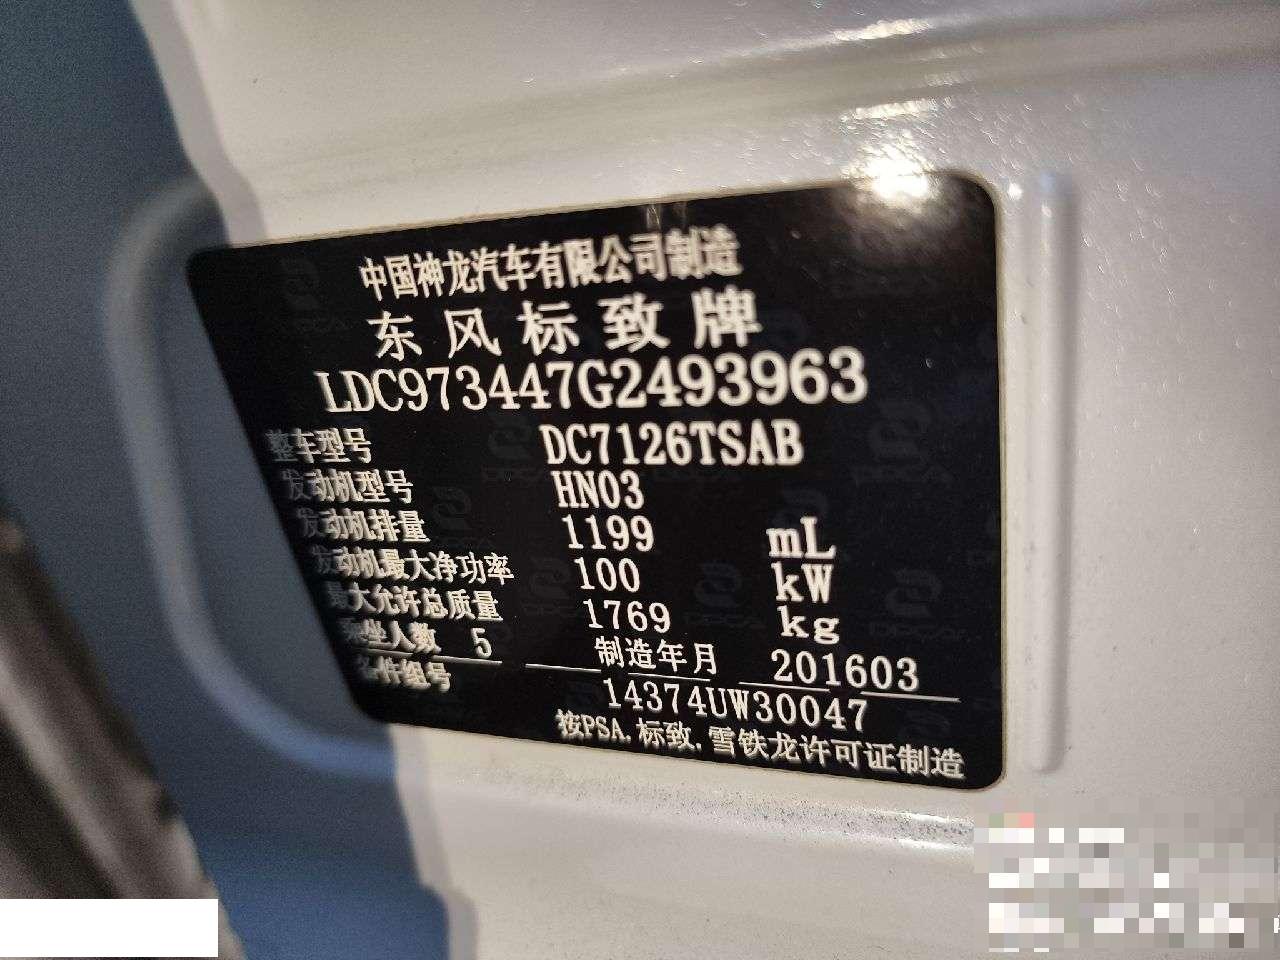 中国神龙汽车有限公司制造
东风标致牌
LDC973447G2493963
整车型号 DC7126TSAB
发动机型号 HN03
发动机排量 1199 mL
发动机最大净功率 100 kW
最大允许总质量 1769 kg
乘坐人数 5 制造年月 201603
备件组号 14374UW30047
按PSA.标致.雪铁龙许可证制造